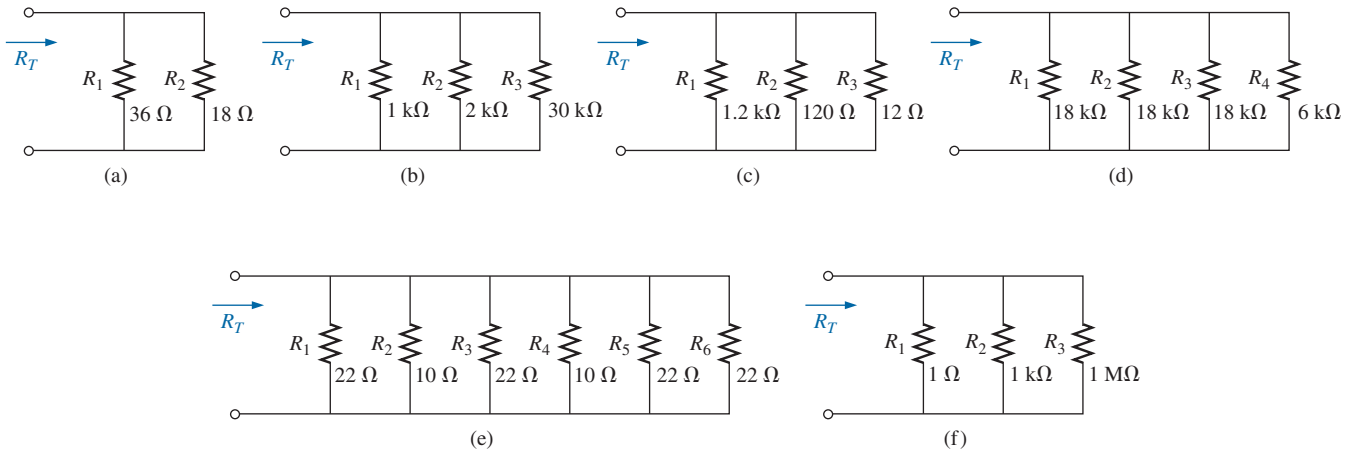 R_T
R_1
36 Ω
R_2
18 Ω
(a)
R_T
R_1
1 kΩ
R_2
2 kΩ
R_3
30 kΩ
(b)
R_T
R_1
1.2 kΩ
R_2
120 Ω
R_3
12 Ω
(c)
R_T
R_1
18 kΩ
R_2
18 kΩ
R_3
18 kΩ
R_4
6 kΩ
(d)
R_T
R_1
22 Ω
R_2
10 Ω
R_3
22 Ω
R_4
10 Ω
R_5
22 Ω
R_6
22 Ω
(e)
R_T
R_1
1 Ω
R_2
1 kΩ
R_3
1 MΩ
(f)